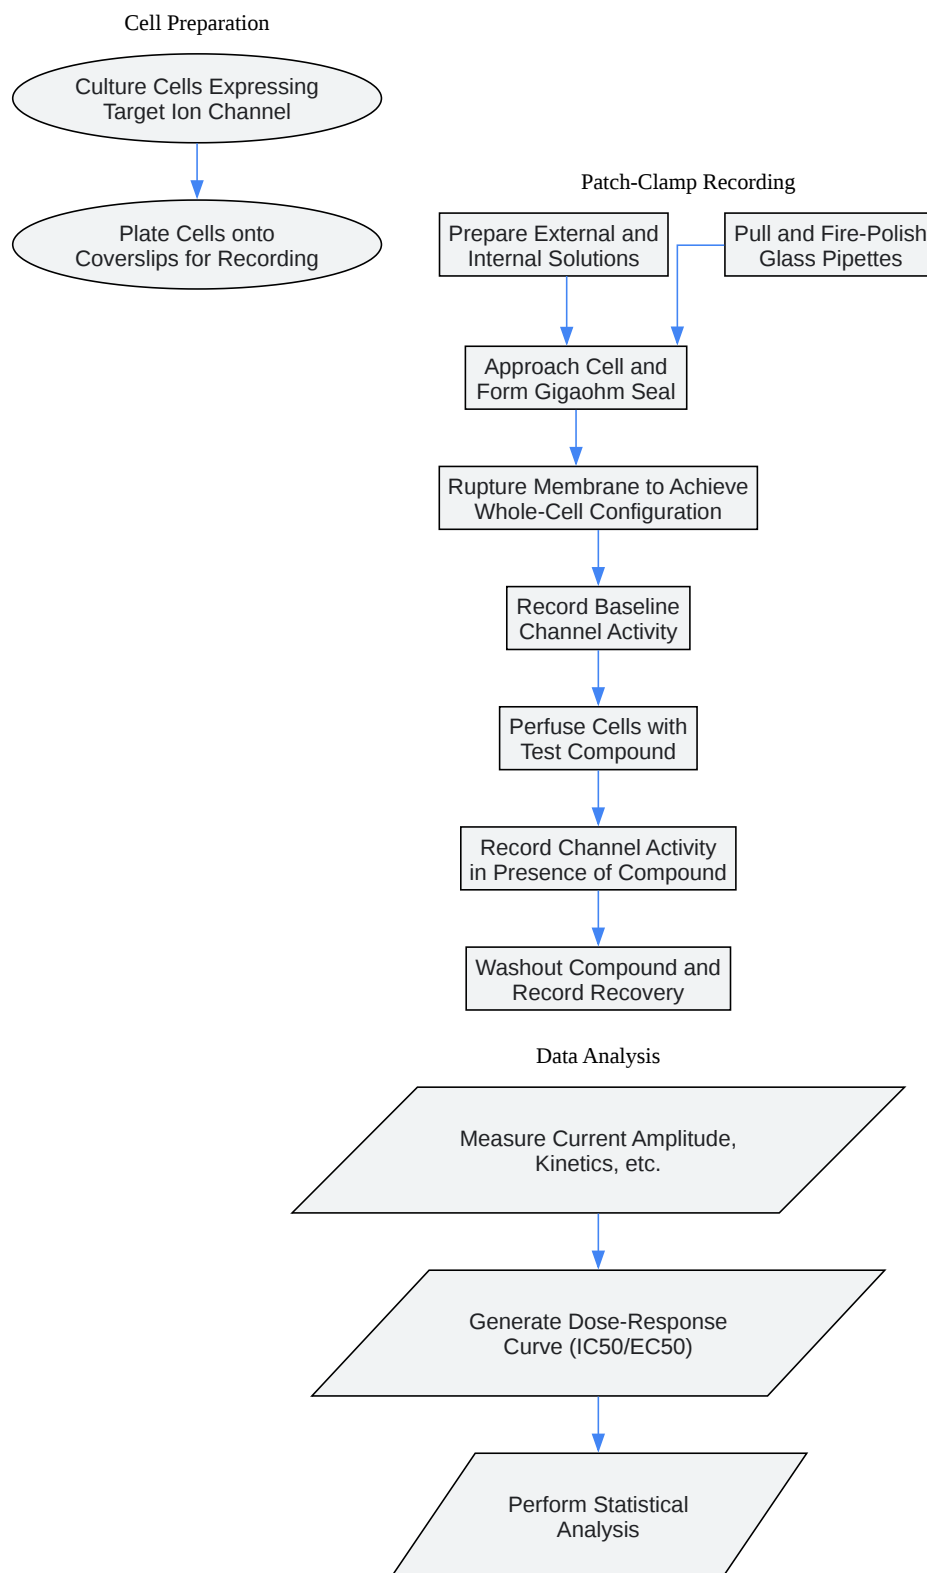 Cell Preparation
Culture Cells Expressing
Target Ion Channel
Plate Cells onto
Coverslips for Recording
Patch-Clamp Recording
Prepare External and
Internal Solutions
Pull and Fire-Polish
Glass Pipettes
Approach Cell and
Form Gigaohm Seal
Rupture Membrane to Achieve
Whole-Cell Configuration
Record Baseline
Channel Activity
Perfuse Cells with
Test Compound
Record Channel Activity
in Presence of Compound
Washout Compound and
Record Recovery
Data Analysis
Measure Current Amplitude,
Kinetics, etc.
Generate Dose-Response
Curve (IC50/EC50)
Perform Statistical
Analysis